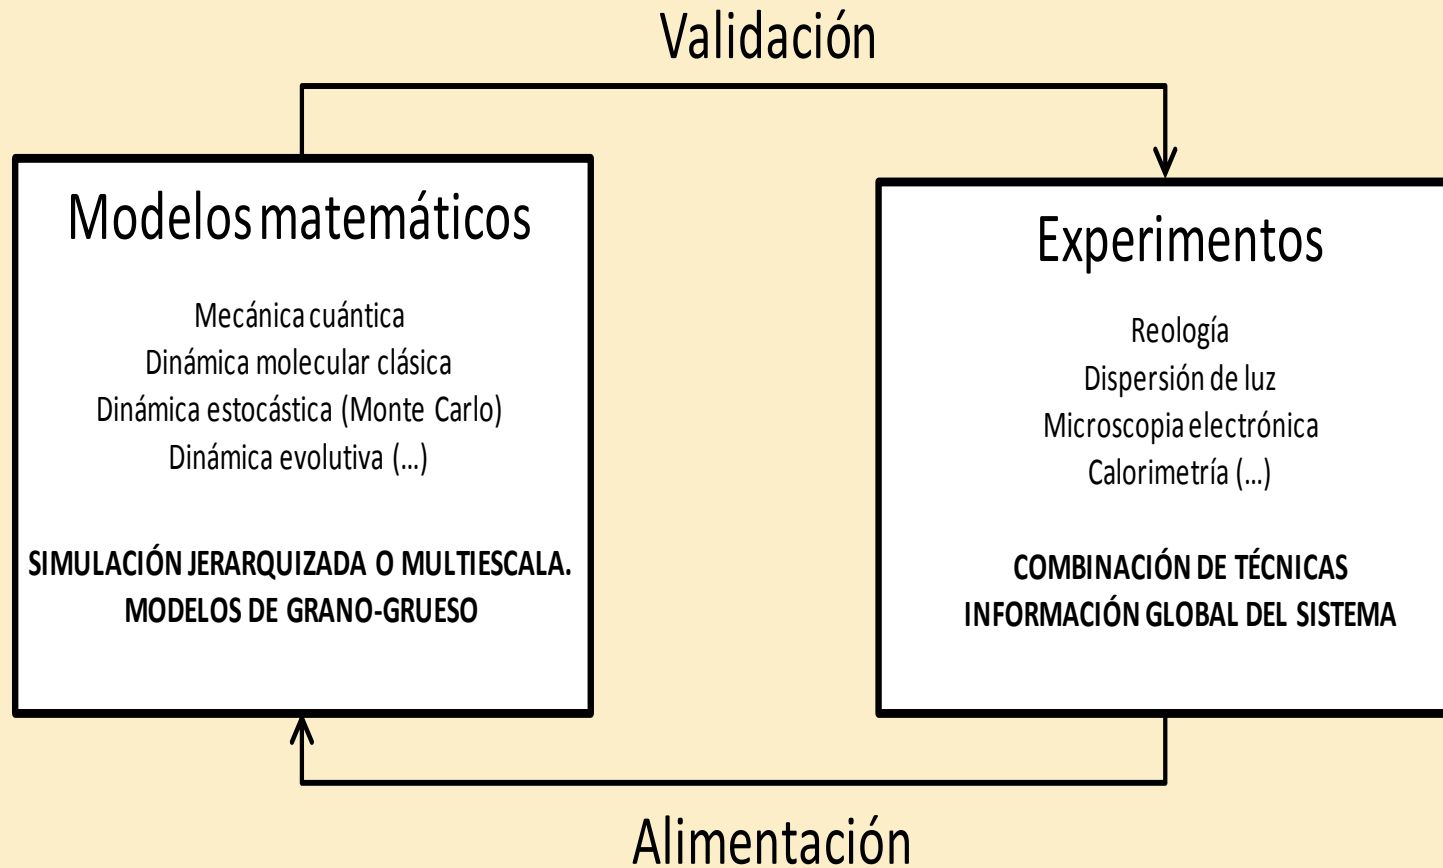 Validación
Modelos matemáticos
Mecánica cuántica
Dinámica molecular clásica
Dinámica estocástica (Monte Carlo)
Dinámica evolutiva (...)
SIMULACIÓN JERARQUIZADA O MULTIESCALA.
MODELOS DE GRANO-GRUESO
Experimentos
Reología
Dispersión de luz
Microscopia electrónica
Calorimetría (...)
COMBINACIÓN DE TÉCNICAS
INFORMACIÓN GLOBAL DEL SISTEMA
Alimentación